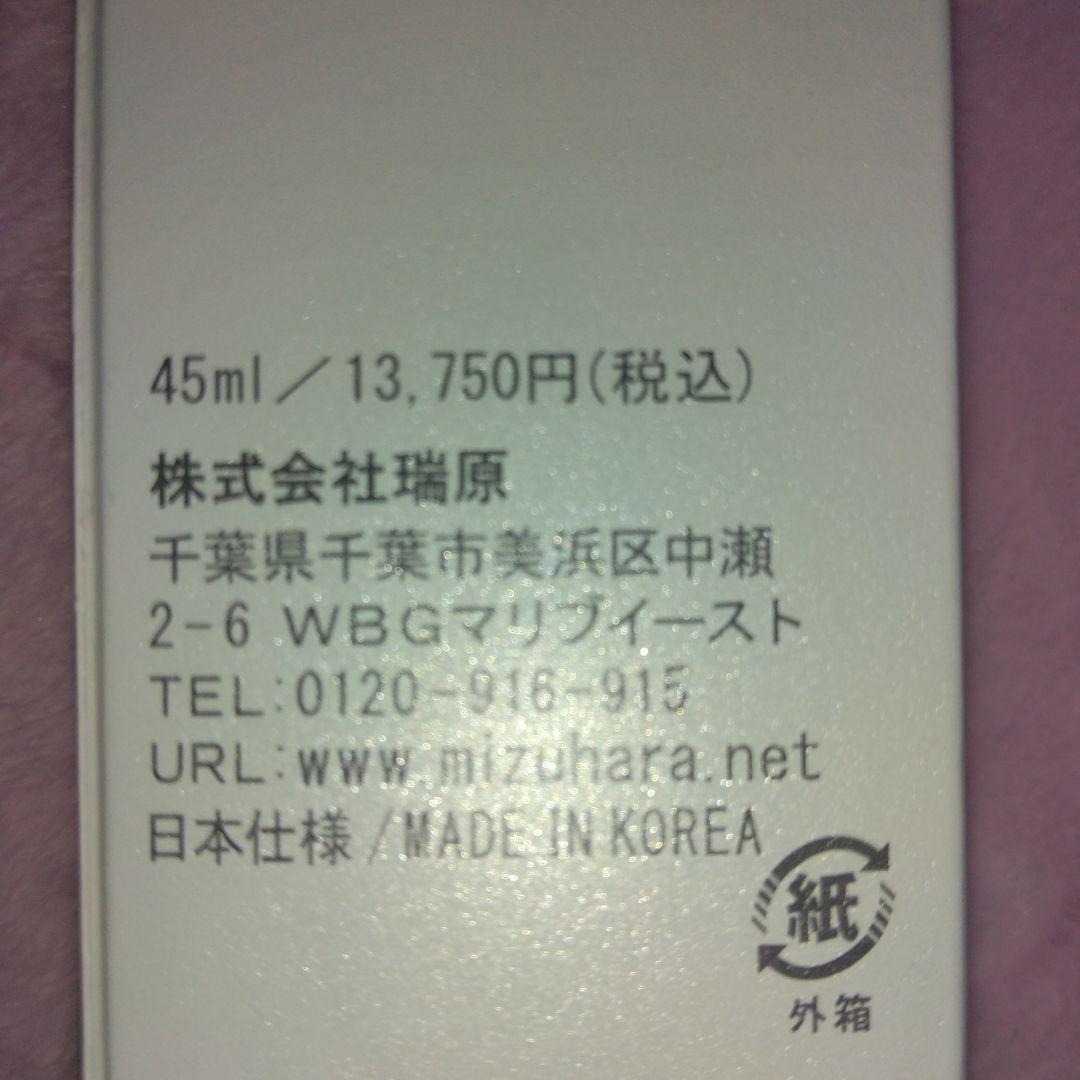 45ml／13,750円(税込)
株式会社瑞原
千葉県千葉市美浜区中瀬
2-6 WBGマリブイースト
TEL:0120-916-915
URL:www.mizuhara.net
日本仕様/MADE IN KOREA
紙
外箱